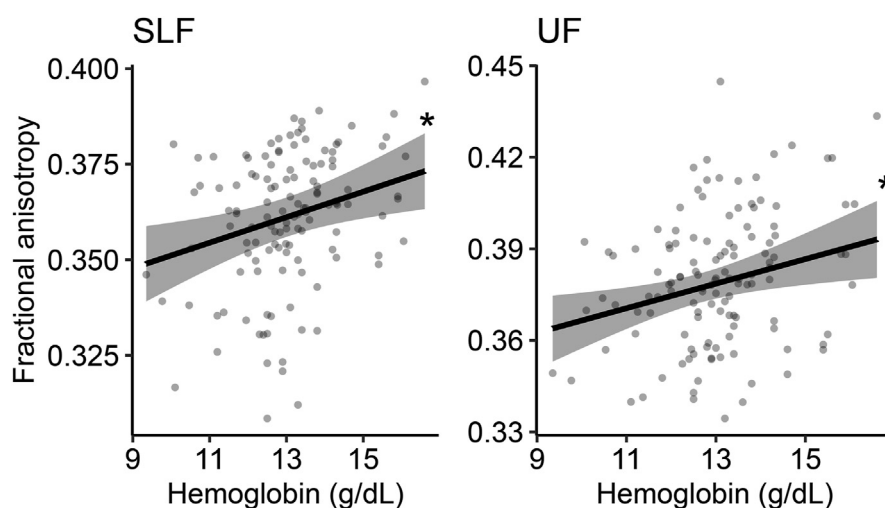 SLF
UF
Fractional anisotropy
0.400
0.375
0.350
0.325
*
9 11 13 15
Hemoglobin (g/dL)
0.45
0.42
0.39
0.36
0.33
*
9 11 13 15
Hemoglobin (g/dL)